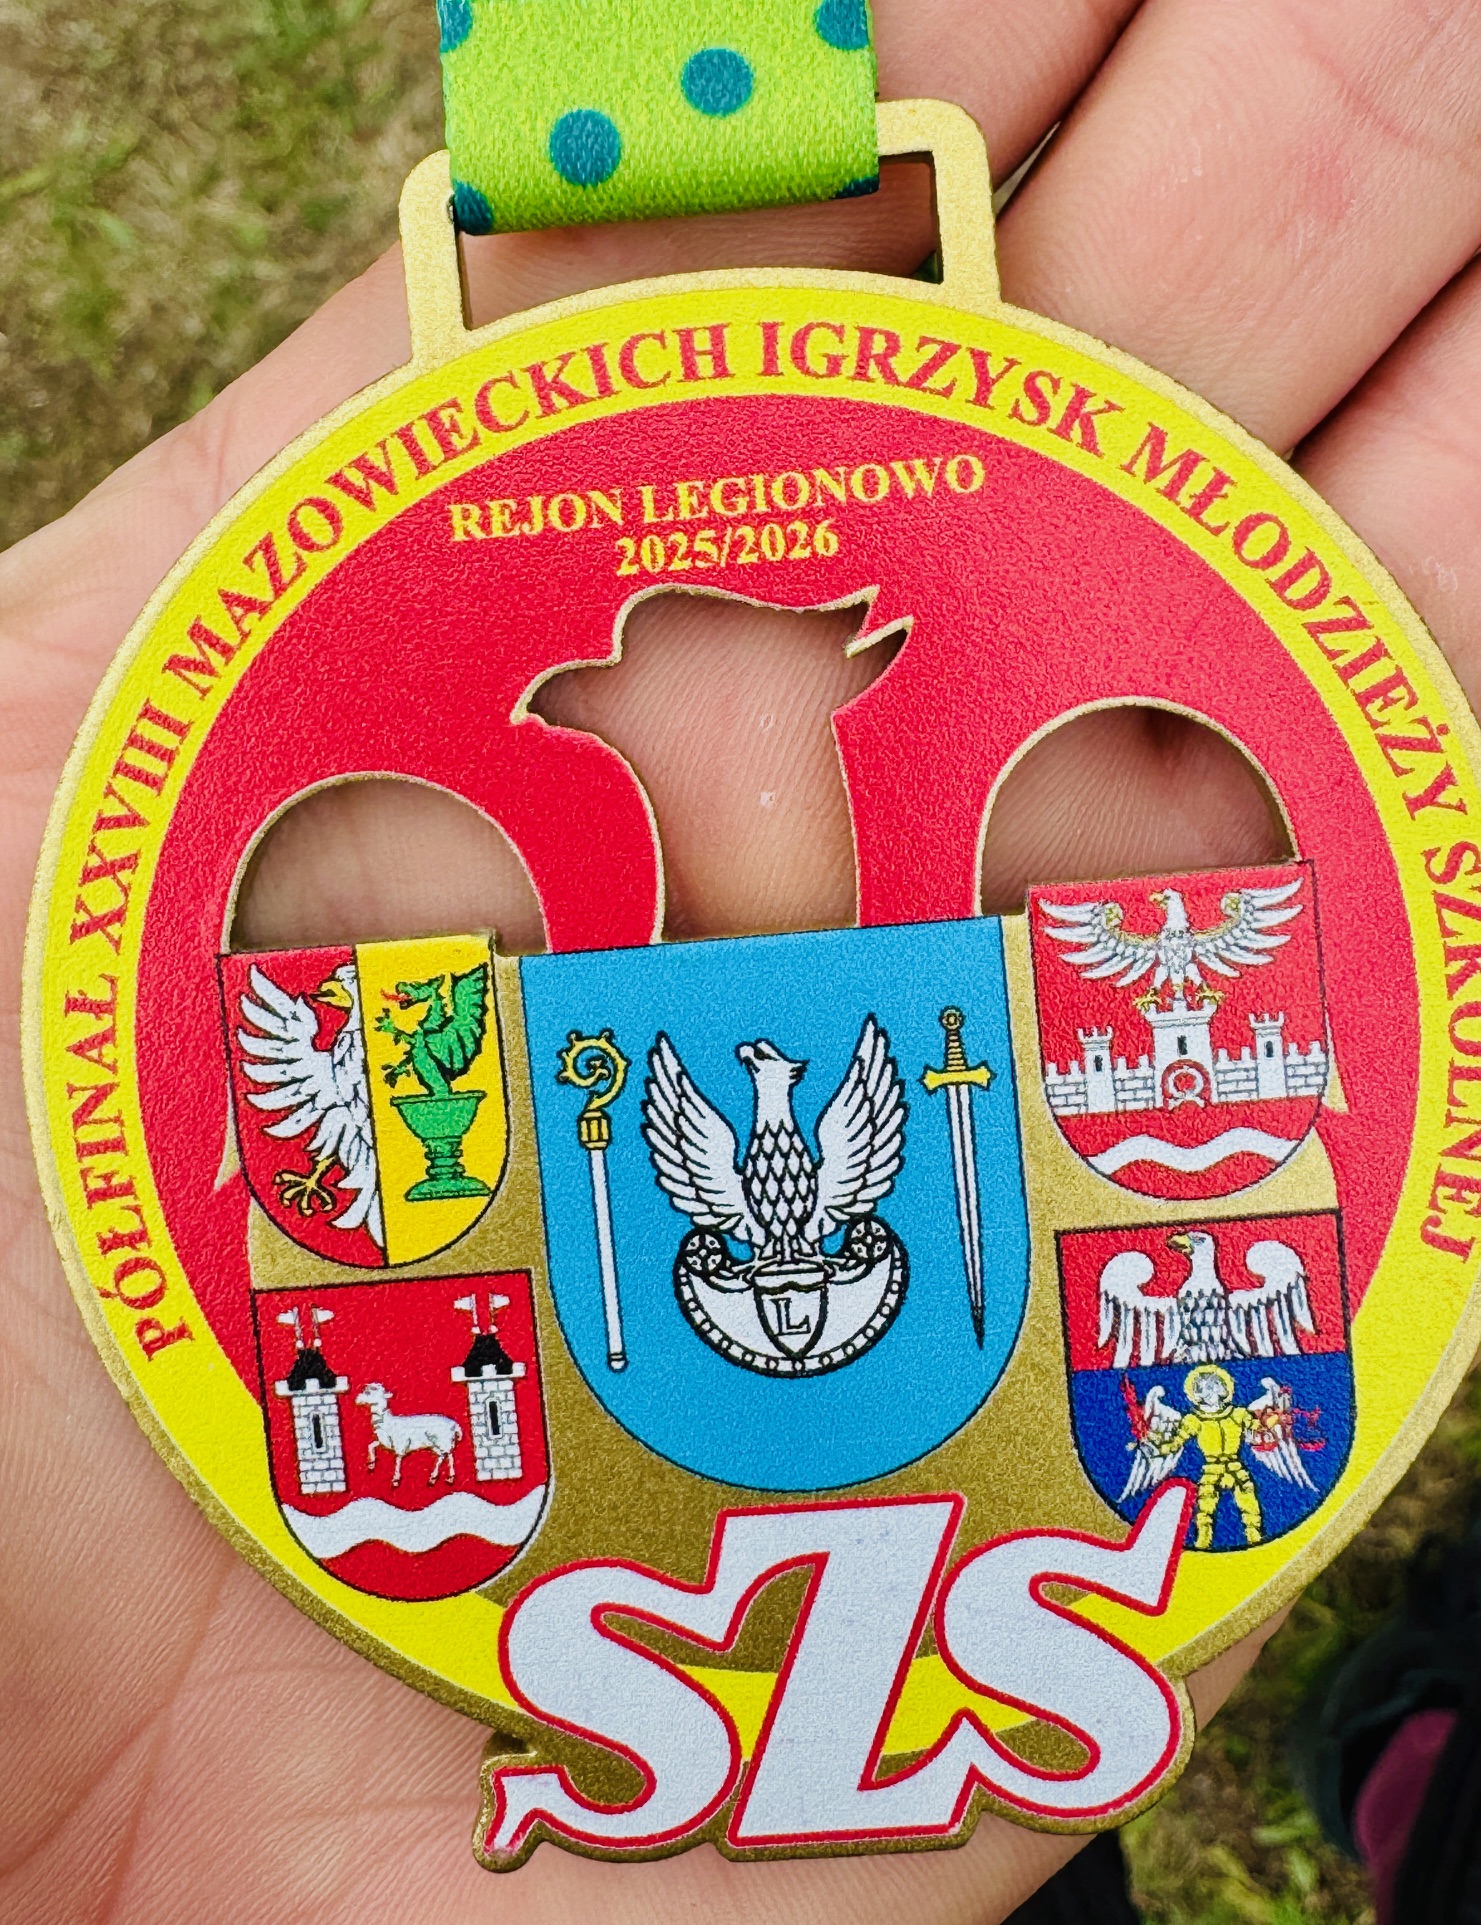 PÓŁFINAŁ XXVIII MAZOWIECKICH IGRZYSK MŁODZIEŻY SZKOLNEJ
REJON LEGIONOWO
2025/2026
L
SZS